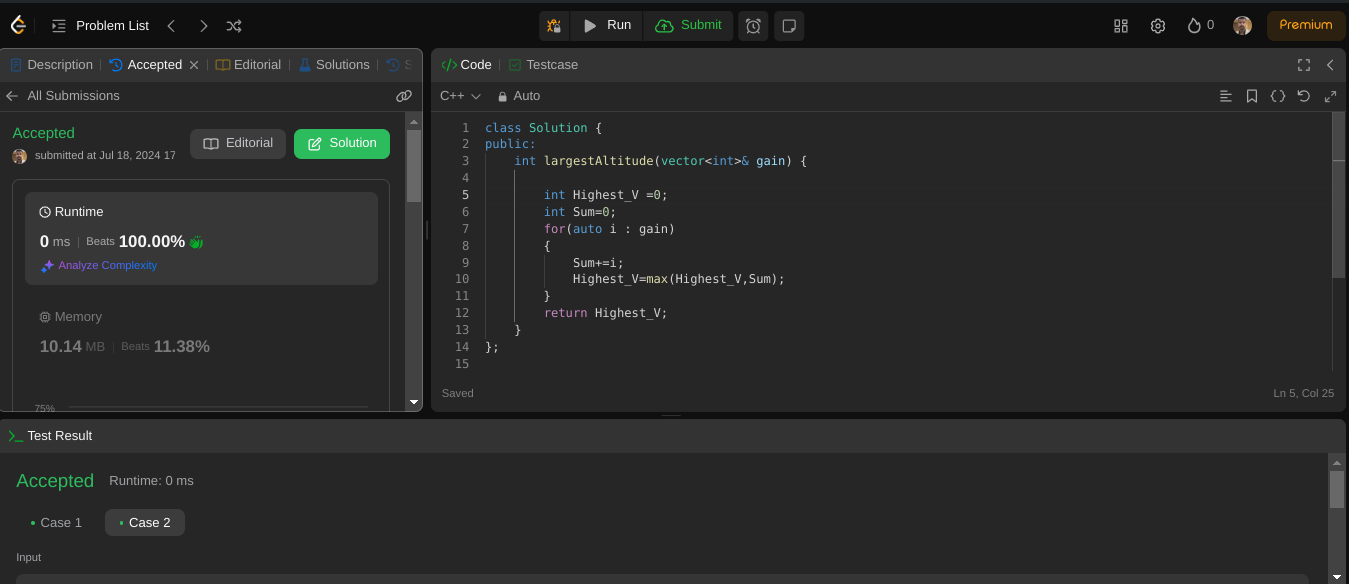 Problem List
Run
Submit
0
Premium
Description
Accepted
Editorial
Solutions
S
All Submissions
Accepted
submitted at Jul 18, 2024 17
Editorial
Solution
Runtime
0 ms | Beats 100.00%
Analyze Complexity
Memory
10.14 MB | Beats 11.38%
75%
</> Code
Testcase
C++
Auto
1 class Solution {
2 public:
3 int largestAltitude(vector<int>& gain) {
4
5 int Highest_V =0;
6 int Sum=0;
7 for(auto i : gain)
8 {
9 Sum+=i;
10 Highest_V=max(Highest_V,Sum);
11 }
12 return Highest_V;
13 }
14 };
15
Saved
Ln 5, Col 25
Test Result
Accepted
Runtime: 0 ms
• Case 1
• Case 2
Input